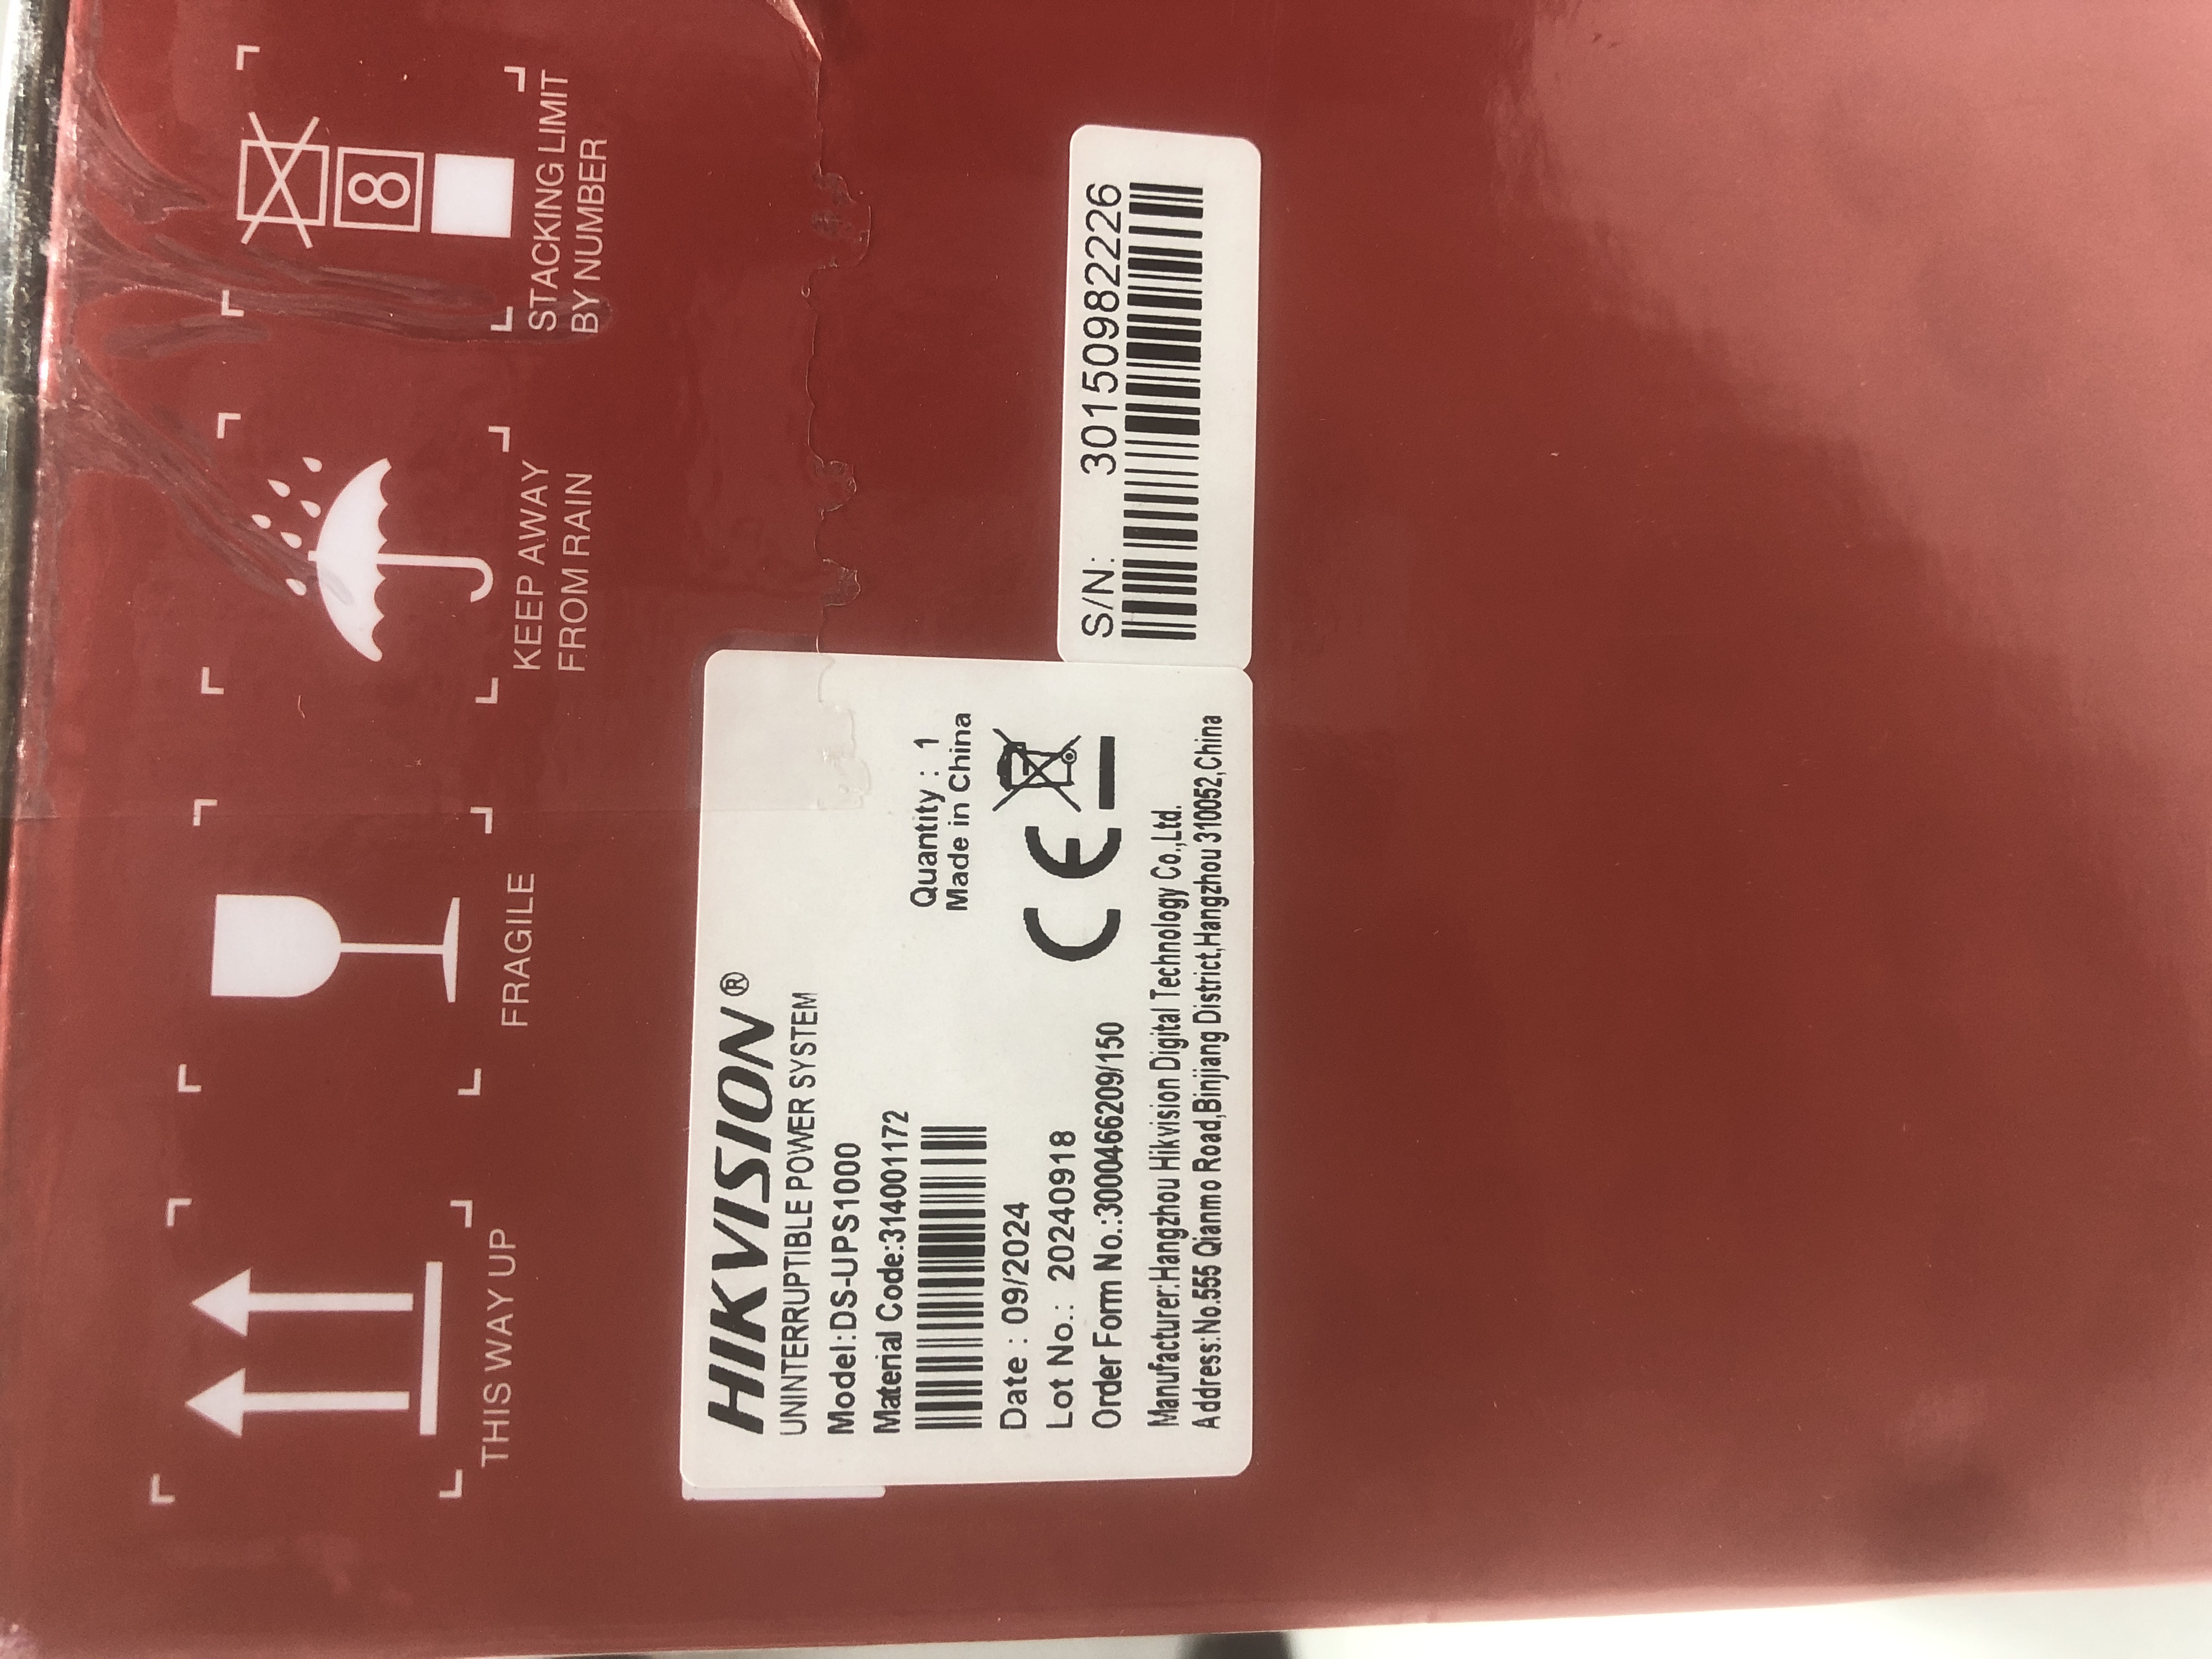 THIS WAY UP
FRAGILE
KEEP AWAY
FROM RAIN
8
STACKING LIMIT
BY NUMBER
HIKVISION®
UNINTERRUPTIBLE POWER SYSTEM
Model:DS-UPS1000
Material Code:314001172
Quantity : 1
Made in China
Date : 09/2024
Lot No.: 20240918
Order Form No.:3000466209/150
CE
Manufacturer:Hangzhou Hikvision Digital Technology Co.,Ltd.
Address:No.555 Qianmo Road,Binjiang District,Hangzhou 310052,China
S/N: 30150982226